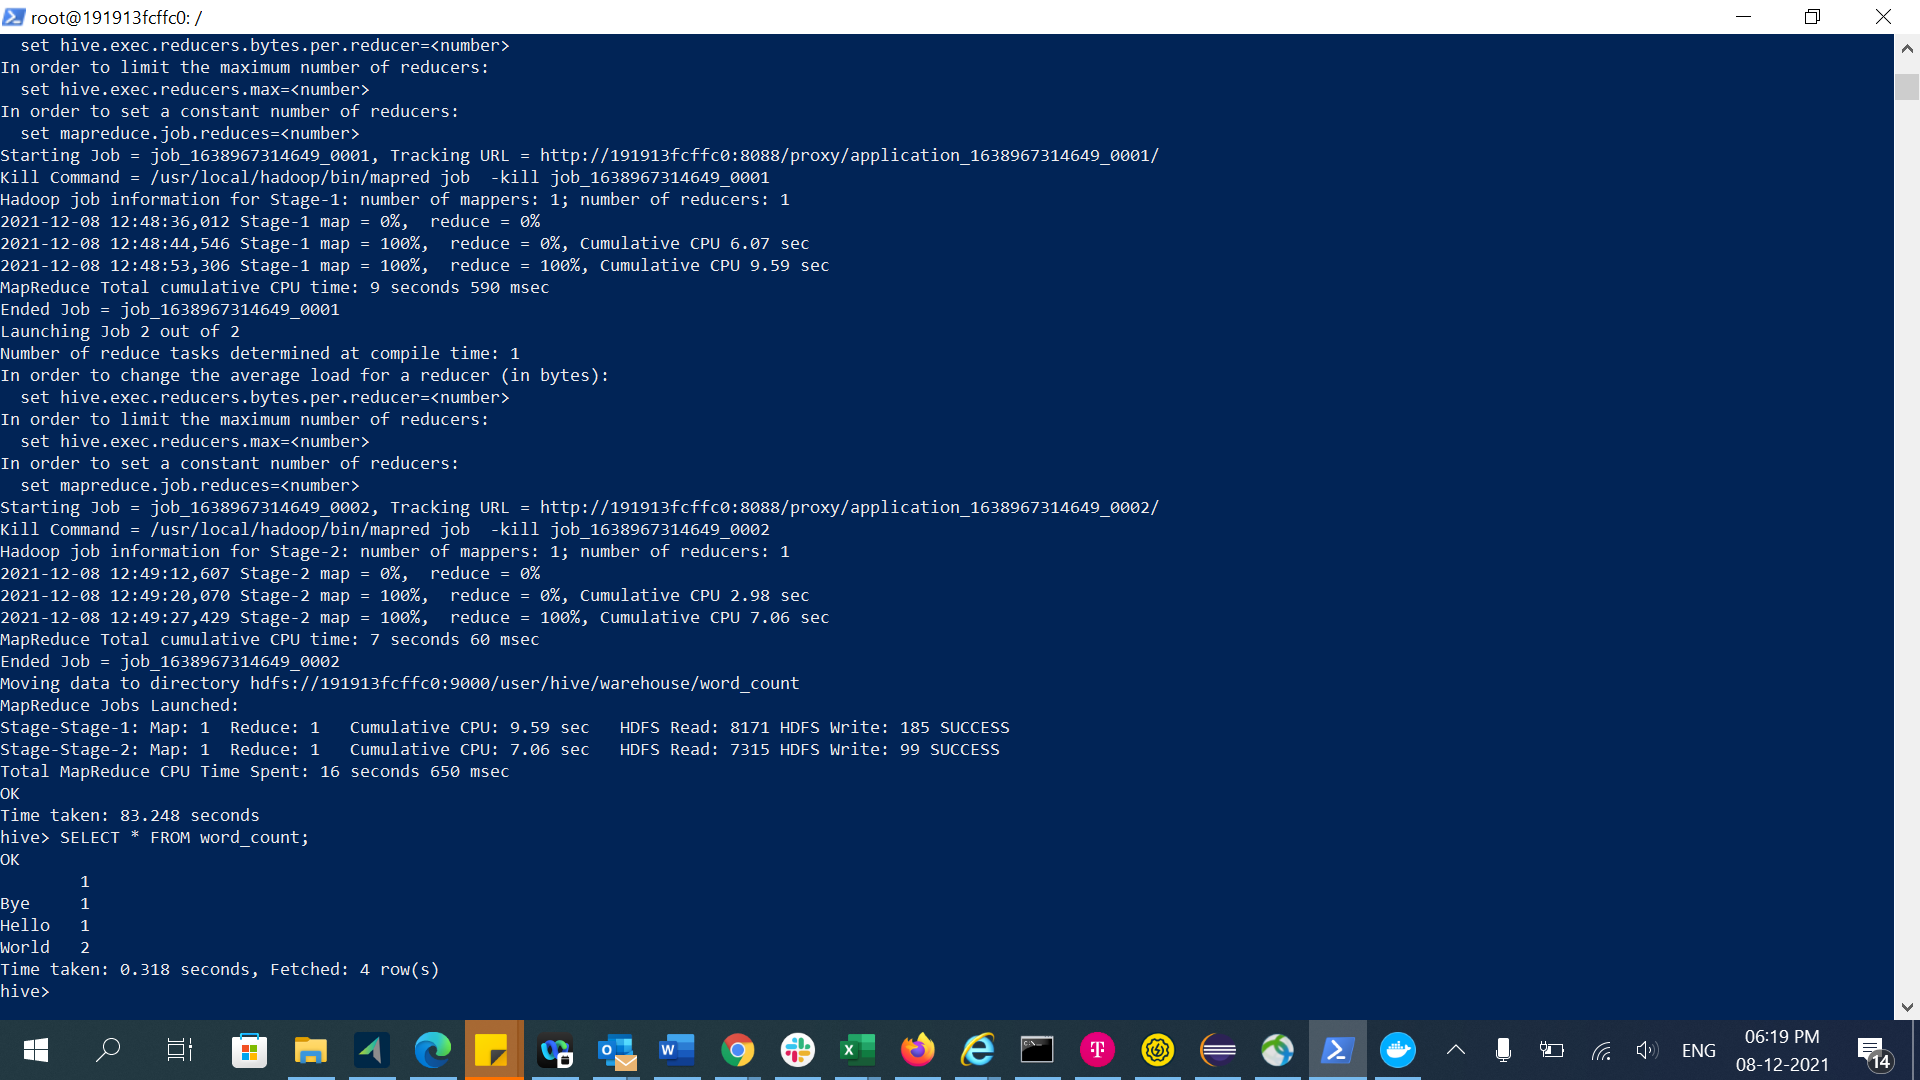 root@191913fcffc0: /
  set hive.exec.reducers.bytes.per.reducer=<number>
In order to limit the maximum number of reducers:
  set hive.exec.reducers.max=<number>
In order to set a constant number of reducers:
  set mapreduce.job.reduces=<number>
Starting Job = job_1638967314649_0001, Tracking URL = http://191913fcffc0:8088/proxy/application_1638967314649_0001/
Kill Command = /usr/local/hadoop/bin/mapred job  -kill job_1638967314649_0001
Hadoop job information for Stage-1: number of mappers: 1; number of reducers: 1
2021-12-08 12:48:36,012 Stage-1 map = 0%,  reduce = 0%
2021-12-08 12:48:44,546 Stage-1 map = 100%,  reduce = 0%, Cumulative CPU 6.07 sec
2021-12-08 12:48:53,306 Stage-1 map = 100%,  reduce = 100%, Cumulative CPU 9.59 sec
MapReduce Total cumulative CPU time: 9 seconds 590 msec
Ended Job = job_1638967314649_0001
Launching Job 2 out of 2
Number of reduce tasks determined at compile time: 1
In order to change the average load for a reducer (in bytes):
  set hive.exec.reducers.bytes.per.reducer=<number>
In order to limit the maximum number of reducers:
  set hive.exec.reducers.max=<number>
In order to set a constant number of reducers:
  set mapreduce.job.reduces=<number>
Starting Job = job_1638967314649_0002, Tracking URL = http://191913fcffc0:8088/proxy/application_1638967314649_0002/
Kill Command = /usr/local/hadoop/bin/mapred job  -kill job_1638967314649_0002
Hadoop job information for Stage-2: number of mappers: 1; number of reducers: 1
2021-12-08 12:49:12,607 Stage-2 map = 0%,  reduce = 0%
2021-12-08 12:49:20,070 Stage-2 map = 100%,  reduce = 0%, Cumulative CPU 2.98 sec
2021-12-08 12:49:27,429 Stage-2 map = 100%,  reduce = 100%, Cumulative CPU 7.06 sec
MapReduce Total cumulative CPU time: 7 seconds 60 msec
Ended Job = job_1638967314649_0002
Moving data to directory hdfs://191913fcffc0:9000/user/hive/warehouse/word_count
MapReduce Jobs Launched:
Stage-Stage-1: Map: 1  Reduce: 1   Cumulative CPU: 9.59 sec   HDFS Read: 8171 HDFS Write: 185 SUCCESS
Stage-Stage-2: Map: 1  Reduce: 1   Cumulative CPU: 7.06 sec   HDFS Read: 7315 HDFS Write: 99 SUCCESS
Total MapReduce CPU Time Spent: 16 seconds 650 msec
OK
Time taken: 83.248 seconds
hive> SELECT * FROM word_count;
OK
        1
Bye     1
Hello   1
World   2
Time taken: 0.318 seconds, Fetched: 4 row(s)
hive>
ENG
06:19 PM
08-12-2021
14